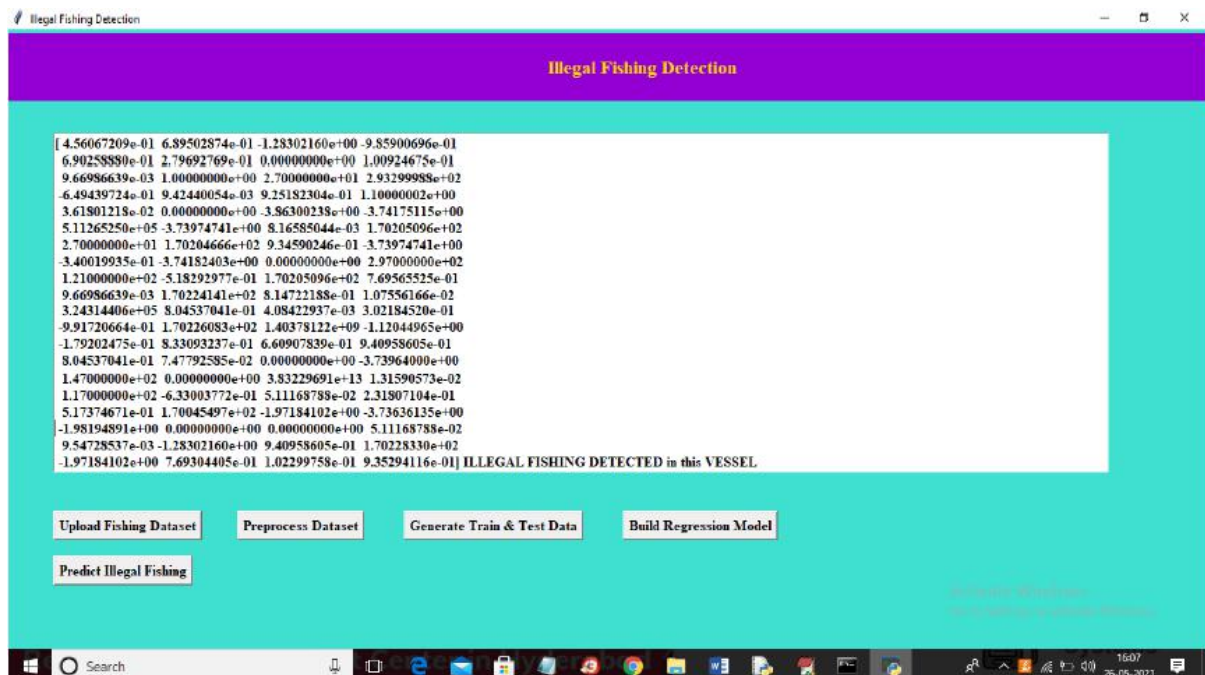 Illegal Fishing Detection
Illegal Fishing Detection
[ 4.56067209e-01 6.89502874e-01 -1.28302160e+00 -9.85900696e-01
6.90258880e-01 2.79692769e-01 0.00000000e+00 1.00924675e-01
9.66986639e-03 1.00000000e+00 2.70000000e+01 2.93299988e+02
-6.49439724e-01 9.42440054e-03 9.25182304e-01 1.10000002e+00
3.61801218e-02 0.00000000e+00 -3.86300238e+00 -3.74175115e+00
5.11265250e+05 -3.73974741e+00 8.16585044e-03 1.70205096e+02
2.70000000e+01 1.70204666e+02 9.34590246e-01 -3.73974741e+00
-3.40019935e-01 -3.74182403e+00 0.00000000e+00 2.97000000e+02
1.21000000e+02 -5.18292977e-01 1.70205096e+02 7.69565525e-01
9.66986639e-03 1.70224141e+02 8.14722188e-01 1.07556166e-02
3.24314406e+05 8.04537041e-01 4.08422937e-03 3.02184520e-01
-9.91720664e-01 1.70226083e+02 1.40378122e+09 -1.12044965e+00
-1.79202475e-01 8.33093237e-01 6.60907839e-01 9.40958605e-01
8.04537041e-01 7.47792585e-02 0.00000000e+00 -3.73964000e+00
1.47000000e+02 0.00000000e+00 3.83229691e+13 1.31590573e-02
1.17000000e+02 -6.33003772e-01 5.11168788e-02 2.31807104e-01
5.17374671e-01 1.70045497e+02 -1.97184102e+00 -3.73636135e+00
-1.98194891e+00 0.00000000e+00 0.00000000e+00 5.11168788e-02
9.54728537e-03 -1.28302160e+00 9.40958605e-01 1.70228330e+02
-1.97184102e+00 7.69304405e-01 1.02299758e-01 9.35294116e-01] ILLEGAL FISHING DETECTED in this VESSEL
Upload Fishing Dataset Preprocess Dataset Generate Train & Test Data Build Regression Model
Predict Illegal Fishing
Search
16:07